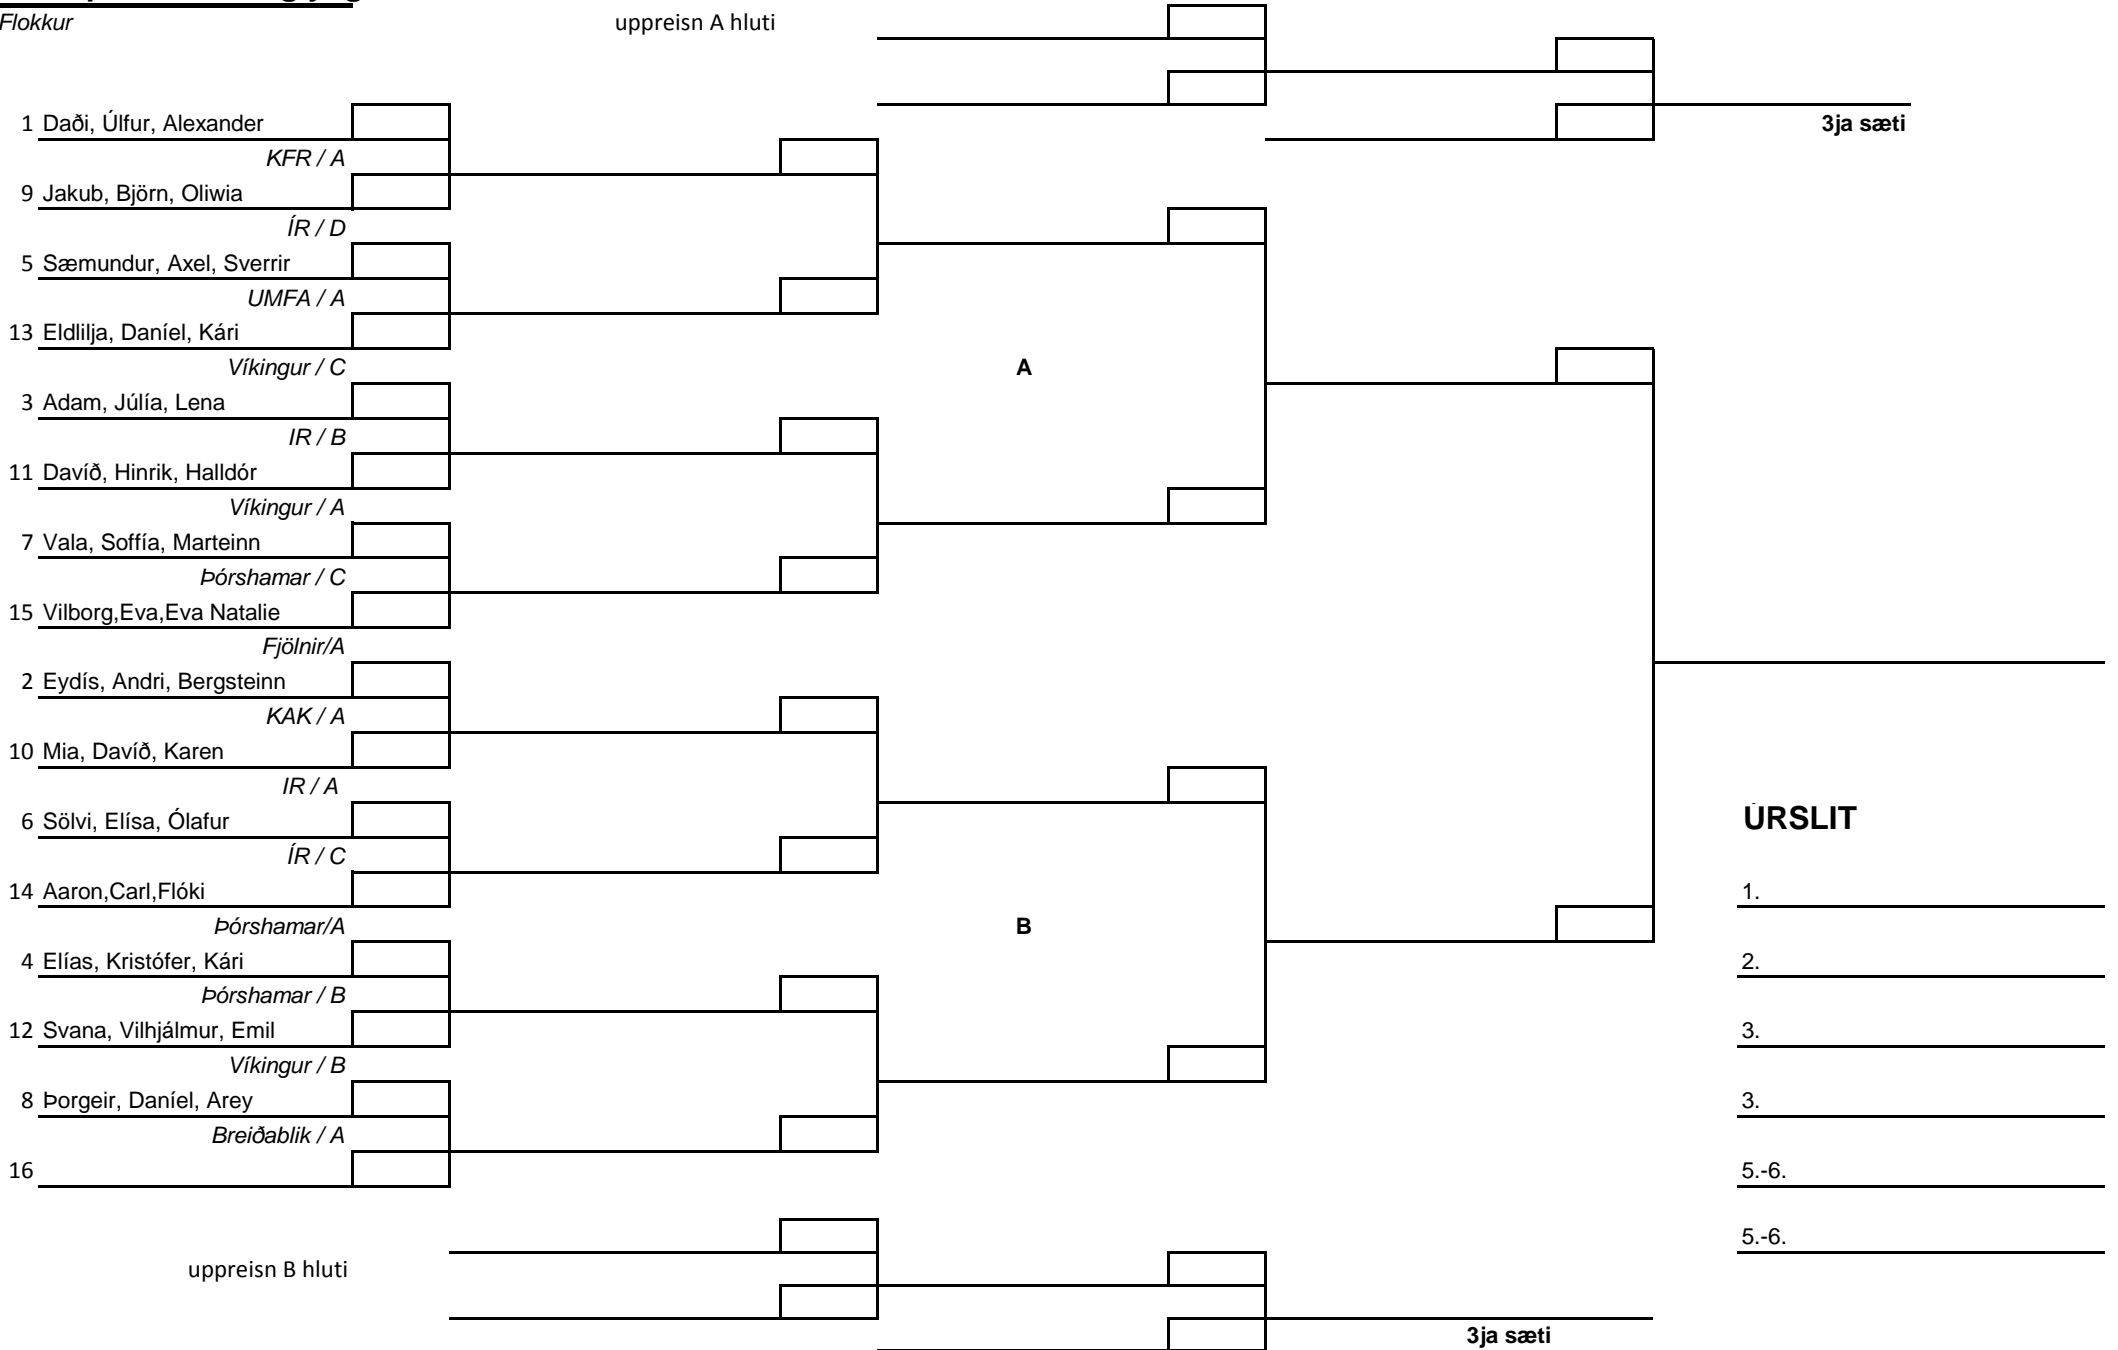 Flokkur
uppreisn A hluti
3ja sæti
1 Daði, Úlfur, Alexander
KFR / A
9 Jakub, Björn, Oliwia
ÍR / D
5 Sæmundur, Axel, Sverrir
UMFA / A
13 Eldlilja, Daníel, Kári
Víkingur / C
A
3 Adam, Júlía, Lena
IR / B
11 Davíð, Hinrik, Halldór
Víkingur / A
7 Vala, Soffía, Marteinn
Þórshamar / C
15 Vilborg,Eva,Eva Natalie
Fjölnir/A
2 Eydís, Andri, Bergsteinn
KAK / A
10 Mia, Davíð, Karen
IR / A
6 Sölvi, Elísa, Ólafur
ÍR / C
14 Aaron,Carl,Flóki
Þórshamar/A
B
4 Elías, Kristófer, Kári
Þórshamar / B
12 Svana, Vilhjálmur, Emil
Víkingur / B
8 Þorgeir, Daníel, Arey
Breiðablik / A
16
ÚRSLIT
1.
2.
3.
3.
5.-6.
5.-6.
uppreisn B hluti
3ja sæti